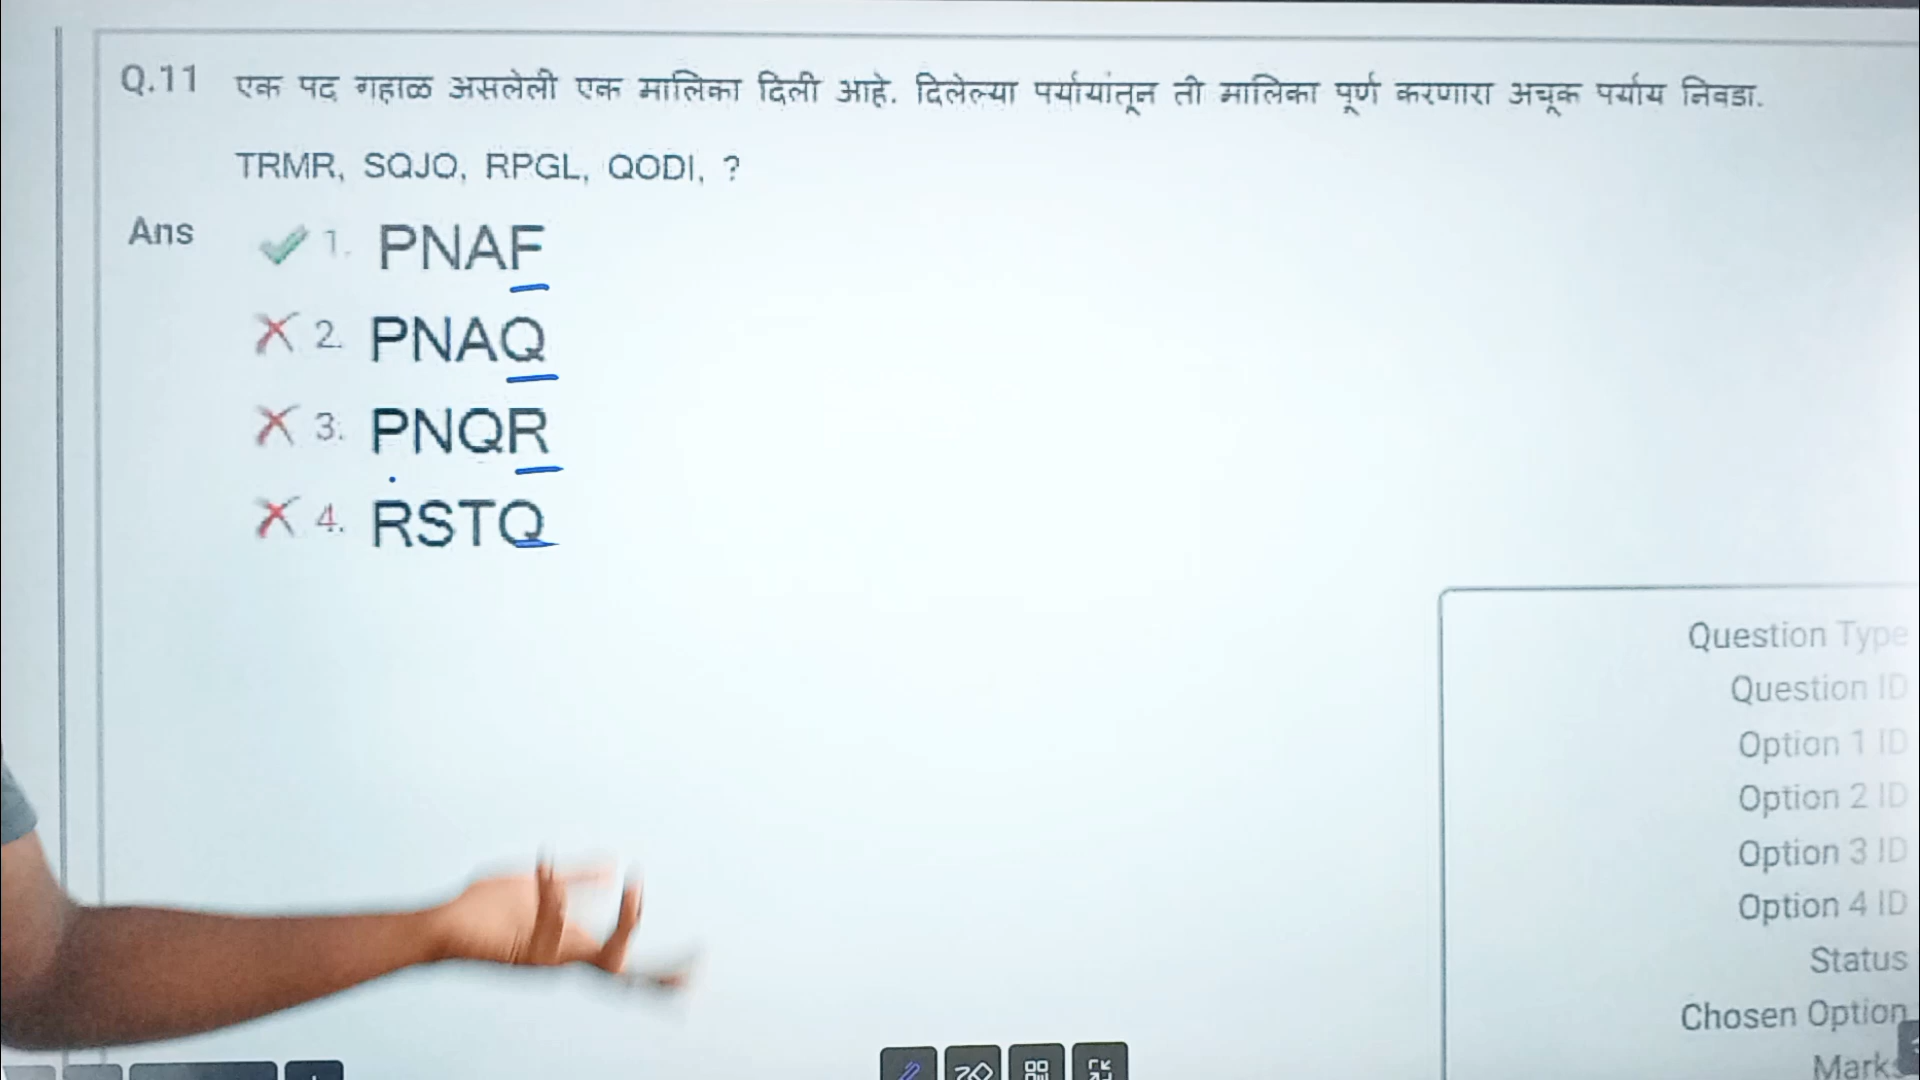 Q.11 एक पद गहाळ असलेली एक मालिका दिली आहे. दिलेल्या पर्यायांतून ती मालिका पूर्ण करणारा अचूक पर्याय निवडा.
TRMR, SQJO, RPGL, QODI, ?
Ans 1. PNAF
2. PNAQ
3. PNQR
4. RSTQ
Question Type
Question ID
Option 1 ID
Option 2 ID
Option 3 ID
Option 4 ID
Status
Chosen Option
Marks